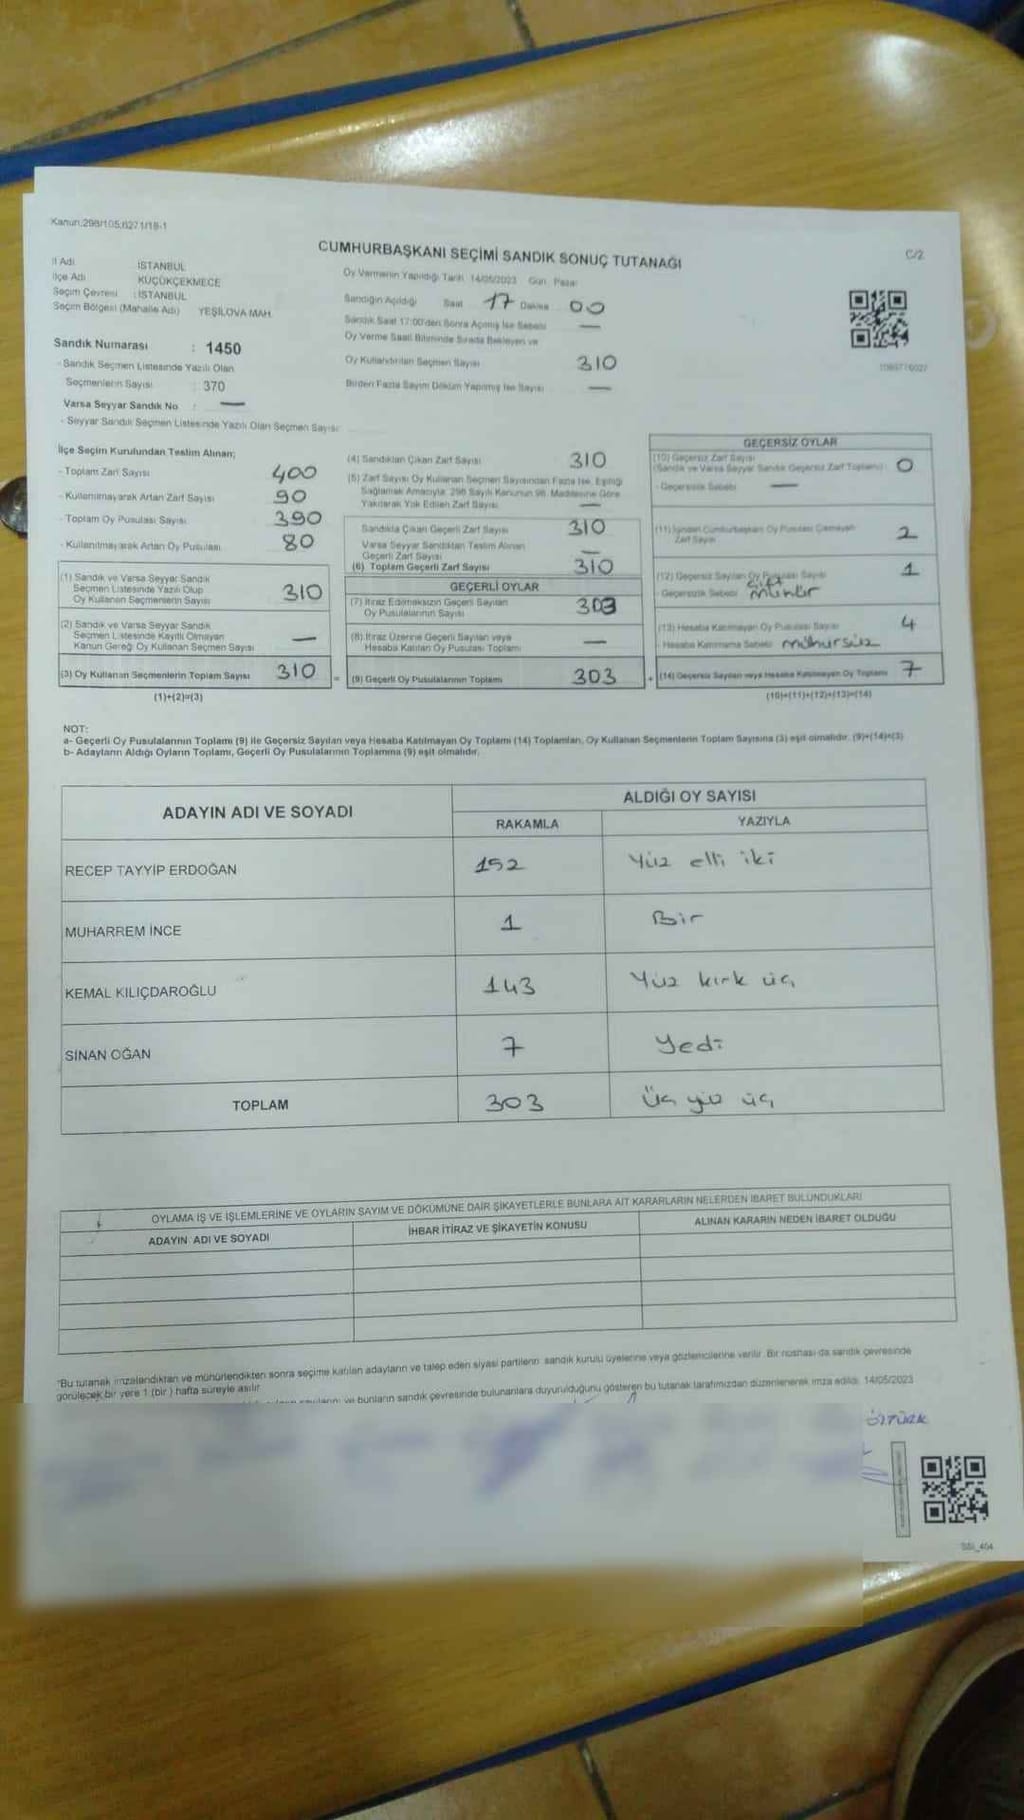 Kanun:298/105,6271/18-1
CUMHURBAŞKANI SEÇİMİ SANDIK SONUÇ TUTANAĞI
C/2
İl Adı İSTANBUL
İlçe Adı KÜÇÜKÇEKMECE
Seçim Çevresi : İSTANBUL
Seçim Bölgesi (Mahalle Adı) YEŞİLOVA MAH.
Sandık Numarası : 1450
- Sandık Seçmen Listesinde Yazılı Olan
Seçmenlerin Sayısı : 370
Varsa Seyyar Sandık No : —
- Seyyar Sandık Seçmen Listesinde Yazılı Olan Seçmen Sayısı
Oy Vermenin Yapıldığı Tarih 14/05/2023 Gün Pazar
Sandığın Açıldığı Saat 17 Dakika 00
Sandık Saat 17:00'den Sonra Açılmış İse Sebebi —
Oy Verme Saati Bitiminde Sırada Bekleyen ve
Oy Kullandırılan Seçmen Sayısı 310
Birden Fazla Sayım Döküm Yapılmış İse Sayısı —
İlçe Seçim Kurulundan Teslim Alınan;
- Toplam Zarf Sayısı 400
- Kullanılmayarak Artan Zarf Sayısı 90
- Toplam Oy Pusulası Sayısı 390
- Kullanılmayarak Artan Oy Pusulası 80
(1) Sandık ve Varsa Seyyar Sandık
Seçmen Listesinde Yazılı Olup
Oy Kullanan Seçmenlerin Sayısı 310
(2) Sandık ve Varsa Seyyar Sandık
Seçmen Listesinde Kayıtlı Olmayan
Kanun Gereği Oy Kullanan Seçmen Sayısı —
(3) Oy Kullanan Seçmenlerin Toplam Sayısı 310
(1)+(2)=(3)
(4) Sandıktan Çıkan Zarf Sayısı 310
(5) Zarf Sayısı Oy Kullanan Seçmen Sayısından Fazla İse, Eşitliği
Sağlamak Amacıyla, 298 Sayılı Kanunun 98. Maddesine Göre
Yakılarak Yok Edilen Zarf Sayısı —
Sandıkta Çıkan Geçerli Zarf Sayısı 310
Varsa Seyyar Sandıktan Teslim Alınan
Geçerli Zarf Sayısı —
(6) Toplam Geçerli Zarf Sayısı 310
GEÇERLİ OYLAR
(7) İtiraz Edilmeksizin Geçerli Sayılan
Oy Pusulalarının Sayısı 303
(8) İtiraz Üzerine Geçerli Sayılan veya
Hesaba Katılan Oy Pusulası Toplamı —
= (9) Geçerli Oy Pusulalarının Toplamı 303
GEÇERSİZ OYLAR
(10) Geçersiz Zarf Sayısı
(Sandık ve Varsa Seyyar Sandık Geçersiz Zarf Toplamı) 0
- Geçersizlik Sebebi —
(11) İçinden Cumhurbaşkanı Oy Pusulası Çıkmayan
Zarf Sayısı 2
(12) Geçersiz Sayılan Oy Pusulası Sayısı 1
- Geçersizlik Sebebi çift mühür
(13) Hesaba Katılmayan Oy Pusulası Sayısı 4
- Hesaba Katılmama Sebebi mühürsüz
+ (14) Geçersiz Sayılan veya Hesaba Katılmayan Oy Toplamı 7
(10)+(11)+(12)+(13)=(14)
NOT:
a- Geçerli Oy Pusulalarının Toplamı (9) ile Geçersiz Sayılan veya Hesaba Katılmayan Oy Toplamı (14) Toplamları, Oy Kullanan Seçmenlerin Toplam Sayısına (3) eşit olmalıdır. (9)+(14)=(3)
b- Adayların Aldığı Oyların Toplamı, Geçerli Oy Pusulalarının Toplamına (9) eşit olmalıdır.
ADAYIN ADI VE SOYADI
ALDIĞI OY SAYISI
RAKAMLA YAZIYLA
RECEP TAYYİP ERDOĞAN 152 Yüz elli iki
MUHARREM İNCE 1 Bir
KEMAL KILIÇDAROĞLU 143 Yüz kırk üç
SİNAN OĞAN 7 Yedi
TOPLAM 303 Üç yüz üç
OYLAMA İŞ VE İŞLEMLERİNE VE OYLARIN SAYIM VE DÖKÜMÜNE DAİR ŞİKAYETLERLE BUNLARA AİT KARARLARIN NELERDEN İBARET BULUNDUKLARI
ADAYIN ADI VE SOYADI İHBAR İTİRAZ VE ŞİKAYETİN KONUSU ALINAN KARARIN NEDEN İBARET OLDUĞU
"Bu tutanak imzalandıktan ve mühürlendikten sonra seçime katılan adayların ve talep eden siyasi partilerin sandık kurulu üyelerine veya gözlemcilerine verilir. Bir nüshası da sandık çevresinde
görülecek bir yere 1 (bir) hafta süreyle asılır.
ve bunların sandık çevresinde bulunanlara duyurulduğunu gösteren bu tutanak tarafımızdan düzenlenerek imza edildi. 14/05/2023
ÖZTÜRK